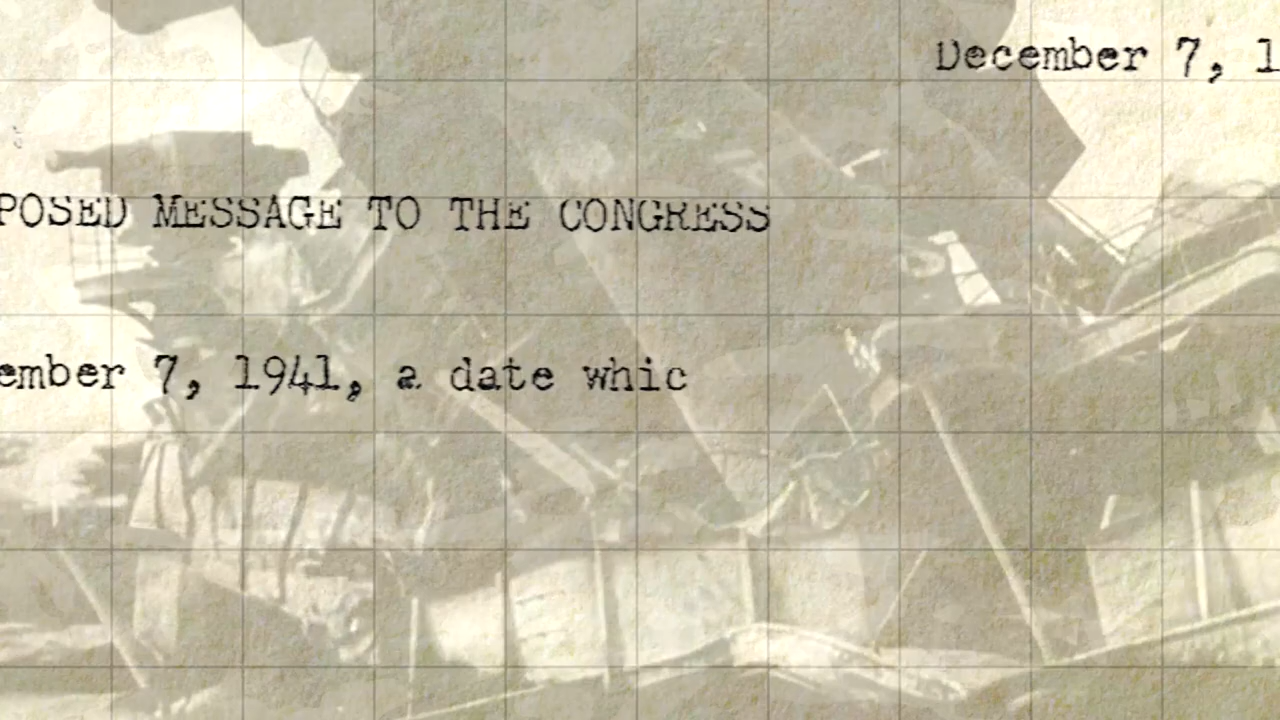 December 7, 1
POSED MESSAGE TO THE CONGRESS
ember 7, 1941, a date whic